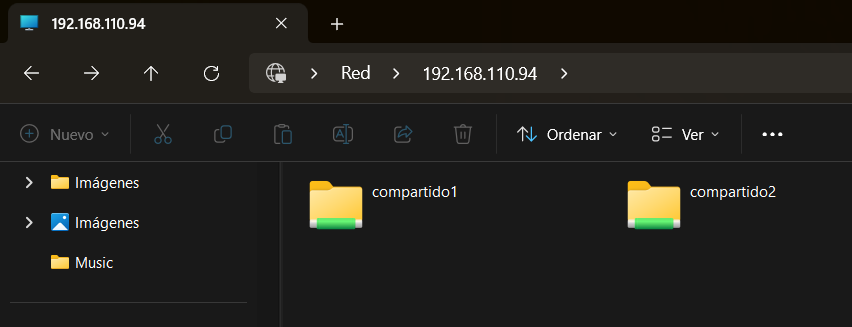 192.168.110.94
Red
192.168.110.94
Nuevo
Ordenar
Ver
Imágenes
Imágenes
Music
compartido1
compartido2